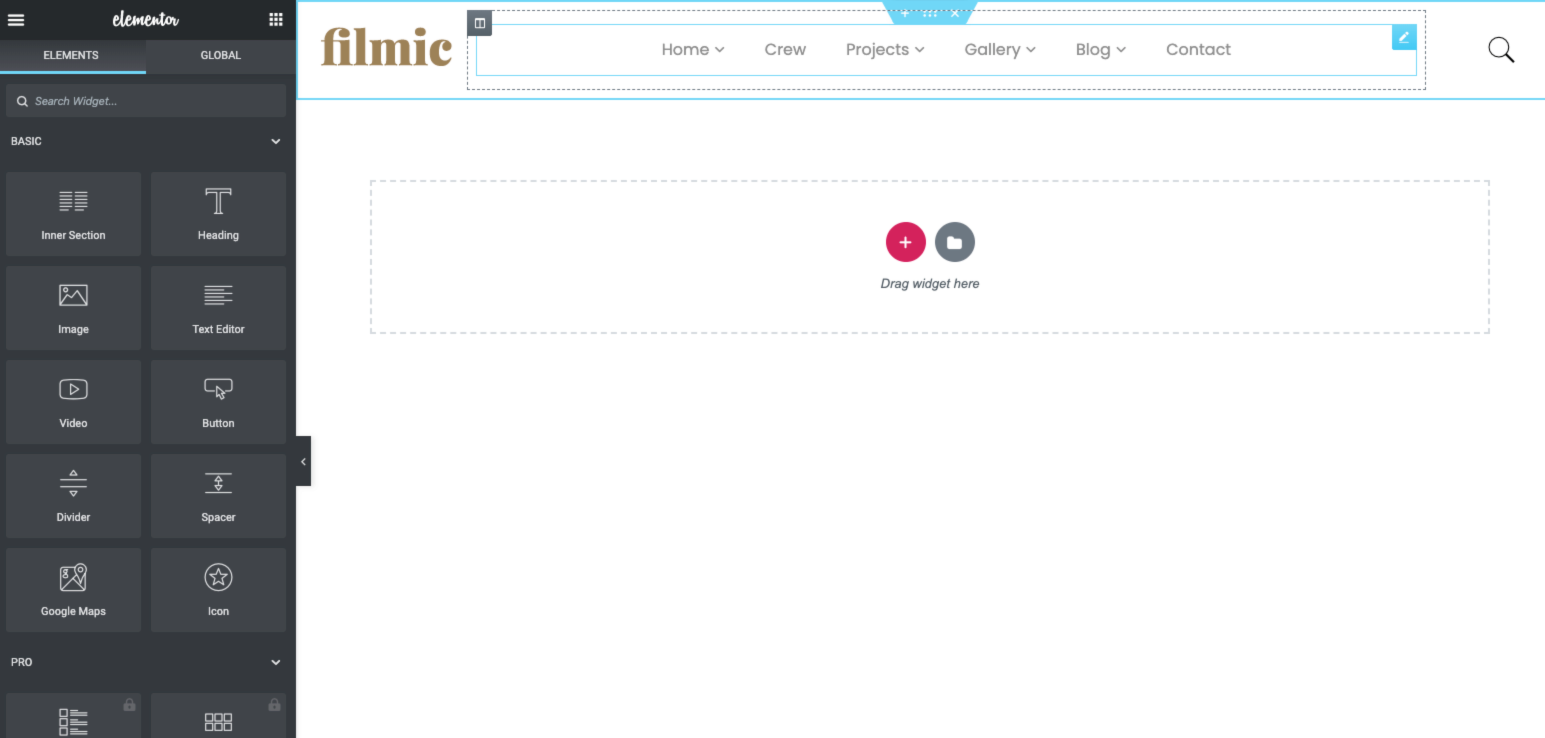 elementor
ELEMENTS GLOBAL
Search Widget...
BASIC
Inner Section Heading
Image Text Editor
Video Button
Divider Spacer
Google Maps Icon
PRO
filmic Home Crew Projects Gallery Blog Contact
Drag widget here